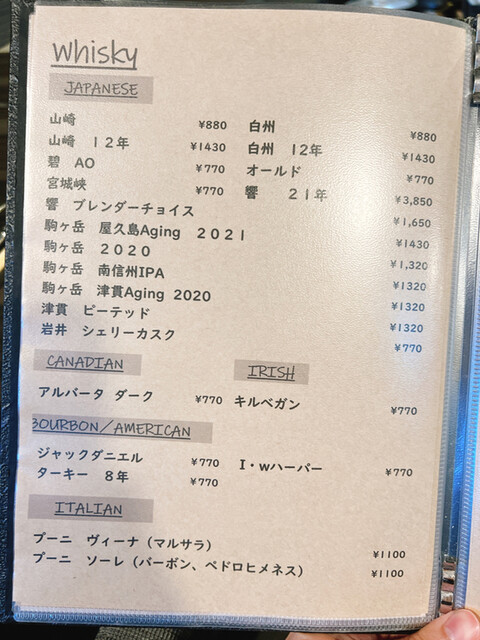 Whisky
JAPANESE
山崎 ¥880 白州 ¥880
山崎 12年 ¥1430 白州 12年 ¥1430
碧 AO ¥770 オールド ¥770
宮城峡 ¥770 響 21年 ¥3,850
響 ブレンダーチョイス ¥1,650
駒ヶ岳 屋久島Aging 2021 ¥1430
駒ヶ岳 2020 ¥1,320
駒ヶ岳 南信州IPA ¥1320
駒ヶ岳 津貫Aging 2020 ¥1320
津貫 ピーテッド ¥1320
岩井 シェリーカスク ¥770
CANADIAN IRISH
アルバータ ダーク ¥770 キルベガン ¥770
BOURBON/AMERICAN
ジャックダニエル ¥770 I・Wハーパー ¥770
ターキー 8年 ¥770
ITALIAN
プーニ ヴィーナ（マルサラ） ¥1100
プーニ ソーレ（バーボン、ペドロヒメネス） ¥1100